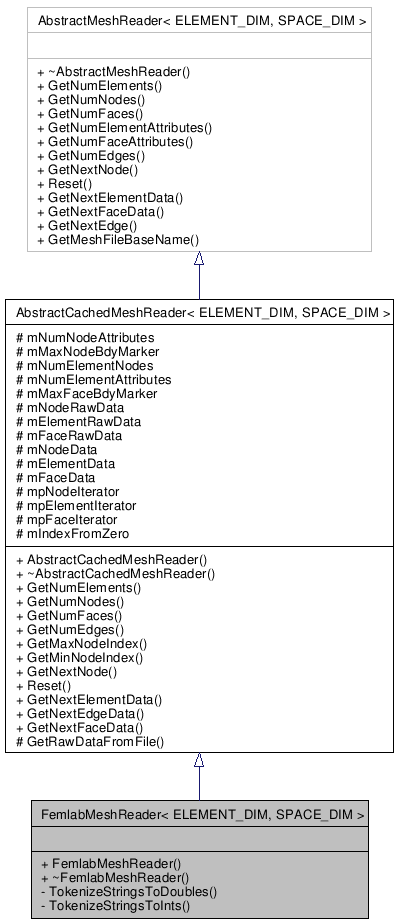 AbstractMeshReader< ELEMENT_DIM, SPACE_DIM >
+ ~AbstractMeshReader()
+ GetNumElements()
+ GetNumNodes()
+ GetNumFaces()
+ GetNumElementAttributes()
+ GetNumFaceAttributes()
+ GetNumEdges()
+ GetNextNode()
+ Reset()
+ GetNextElementData()
+ GetNextFaceData()
+ GetNextEdge()
+ GetMeshFileBaseName()
AbstractCachedMeshReader< ELEMENT_DIM, SPACE_DIM >
# mNumNodeAttributes
# mMaxNodeBdyMarker
# mNumElementNodes
# mNumElementAttributes
# mMaxFaceBdyMarker
# mNodeRawData
# mElementRawData
# mFaceRawData
# mNodeData
# mElementData
# mFaceData
# mpNodeIterator
# mpElementIterator
# mpFaceIterator
# mIndexFromZero
+ AbstractCachedMeshReader()
+ ~AbstractCachedMeshReader()
+ GetNumElements()
+ GetNumNodes()
+ GetNumFaces()
+ GetNumEdges()
+ GetMaxNodeIndex()
+ GetMinNodeIndex()
+ GetNextNode()
+ Reset()
+ GetNextElementData()
+ GetNextEdgeData()
+ GetNextFaceData()
# GetRawDataFromFile()
FemlabMeshReader< ELEMENT_DIM, SPACE_DIM >
+ FemlabMeshReader()
+ ~FemlabMeshReader()
- TokenizeStringsToDoubles()
- TokenizeStringsToInts()